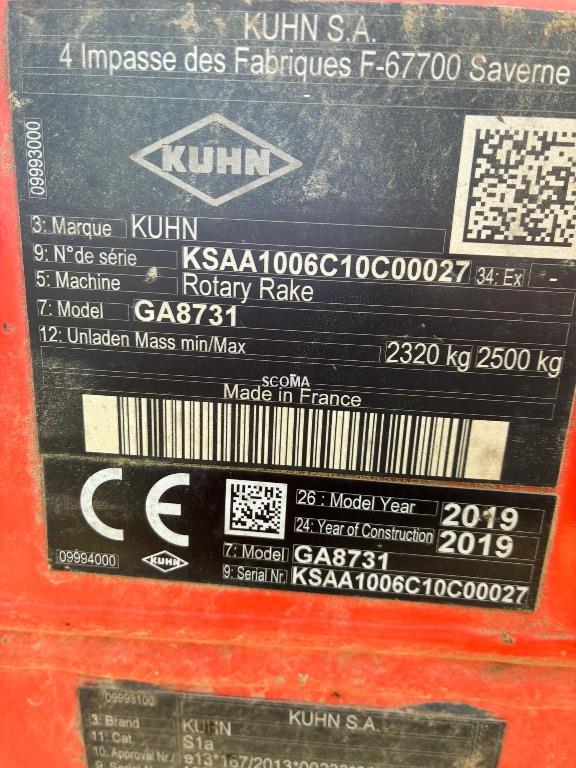 KUHN S.A.
4 Impasse des Fabriques F-67700 Saverne
-
09993000
KUHN
3: Marque KUHN
9: N°de série KSAA1006C10C00027 34: Ex -
5: Machine Rotary Rake
7: Model GA8731
12: Unladen Mass min/Max 2320 kg 2500 kg
SCOMA
Made in France
CE
26 : Model Year 2019
24: Year of Construction 2019
09994000 KUHN 7: Model GA8731
9: Serial Nr KSAA1006C10C00027
09993100
KUHN S.A.
3: Brand KUHN
11: Cat S1a
10: Approval Nr./